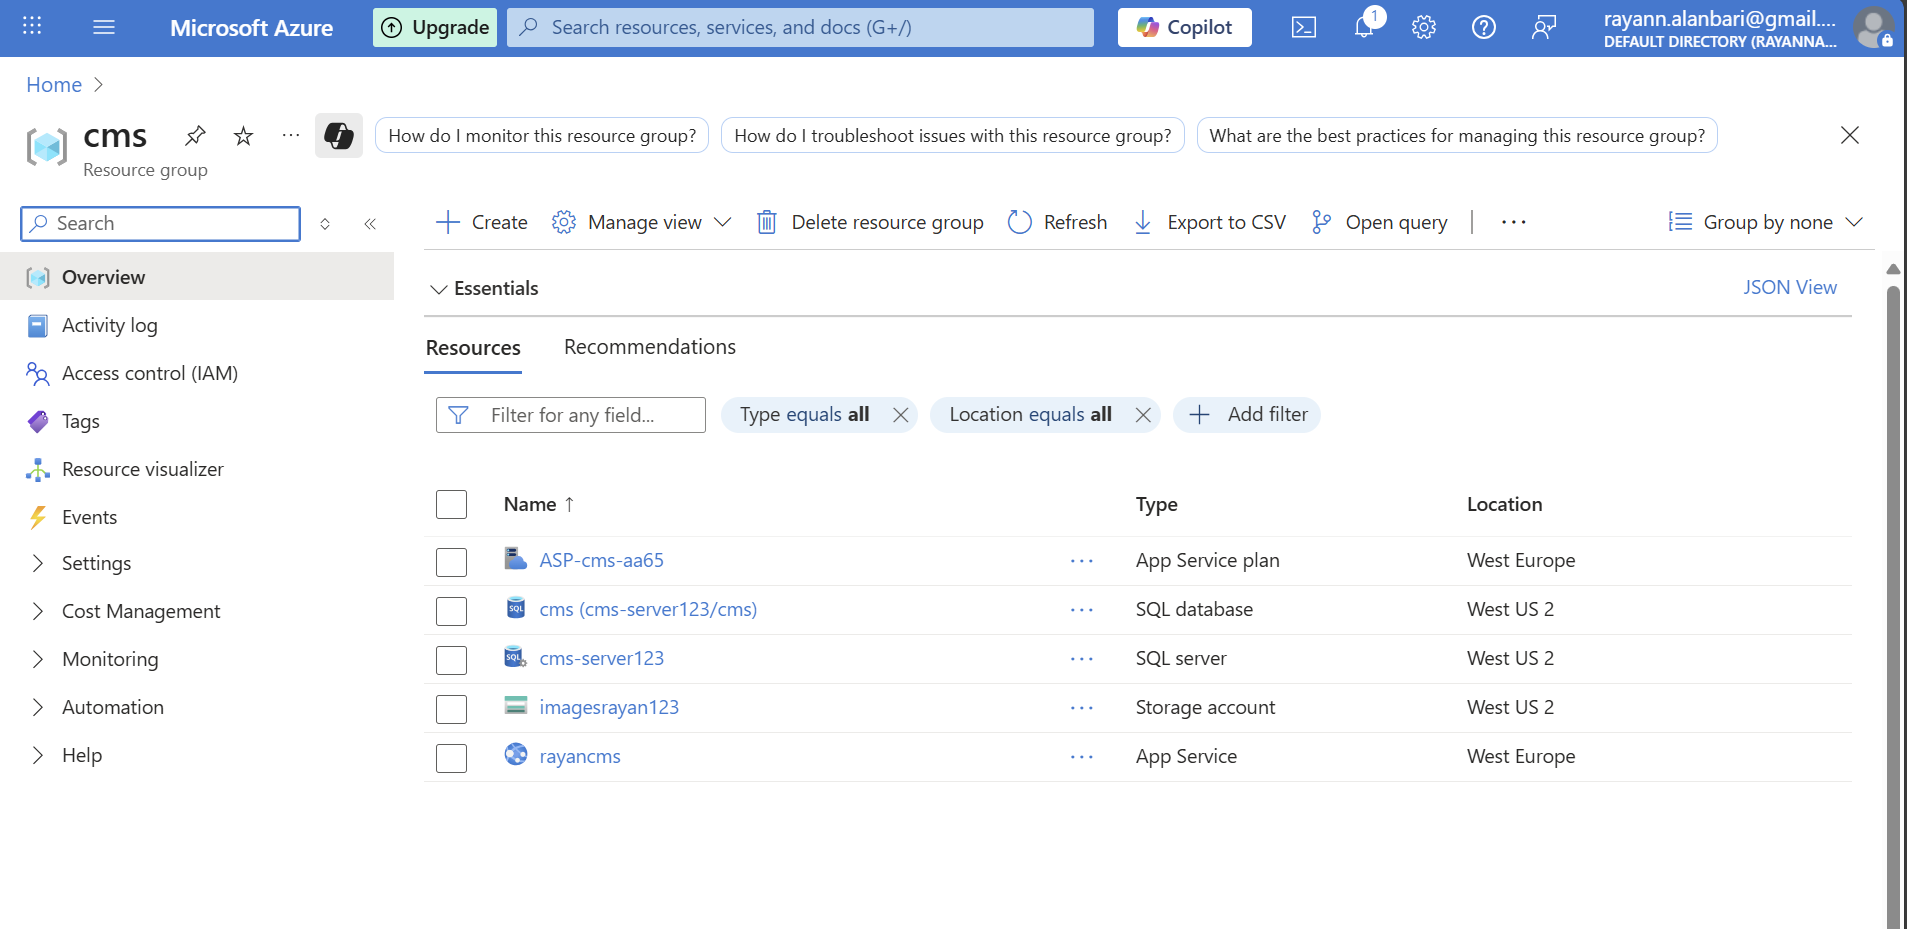 Microsoft Azure
Upgrade
Search resources, services, and docs (G+/)
Copilot
1
rayann.alanbari@gmail....
DEFAULT DIRECTORY (RAYANNA...
Home
cms
Resource group
How do I monitor this resource group?
How do I troubleshoot issues with this resource group?
What are the best practices for managing this resource group?
Search
Create
Manage view
Delete resource group
Refresh
Export to CSV
Open query
Group by none
Overview
Activity log
Access control (IAM)
Tags
Resource visualizer
Events
Settings
Cost Management
Monitoring
Automation
Help
Essentials
JSON View
Resources
Recommendations
Filter for any field...
Type equals all
Location equals all
Add filter
Name ↑ Type Location
ASP-cms-aa65 App Service plan West Europe
SQL cms (cms-server123/cms) SQL database West US 2
SQL cms-server123 SQL server West US 2
imagesrayan123 Storage account West US 2
rayancms App Service West Europe